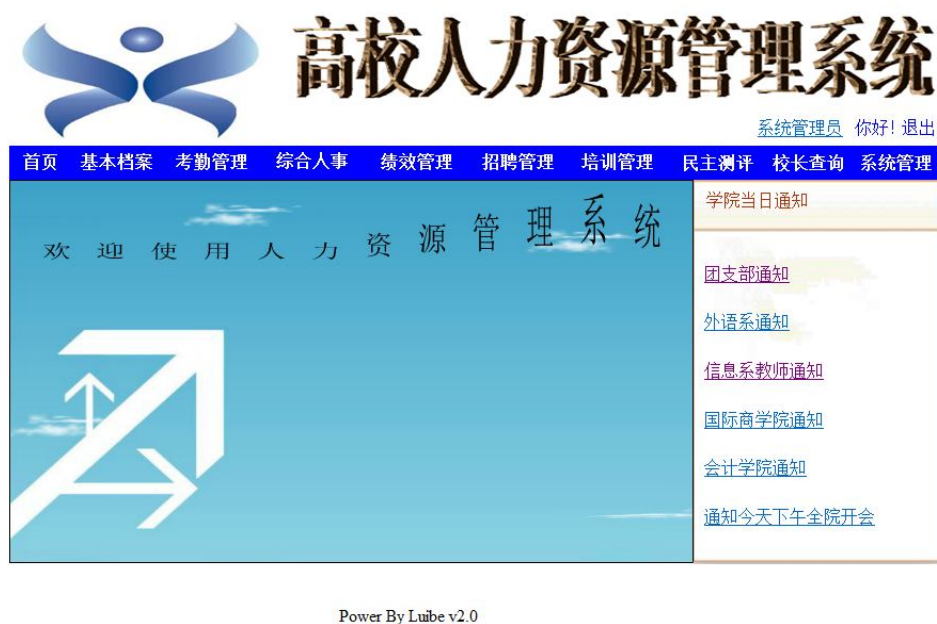 高校人力资源管理系统
系统管理员 你好! 退出
首页 基本档案 考勤管理 综合人事 绩效管理 招聘管理 培训管理 民主测评 校长查询 系统管理
欢迎使用人力资源管理系统
学院当日通知
团支部通知
外语系通知
信息系教师通知
国际商学院通知
会计学院通知
通知今天下午全院开会
Power By Luibe v2.0